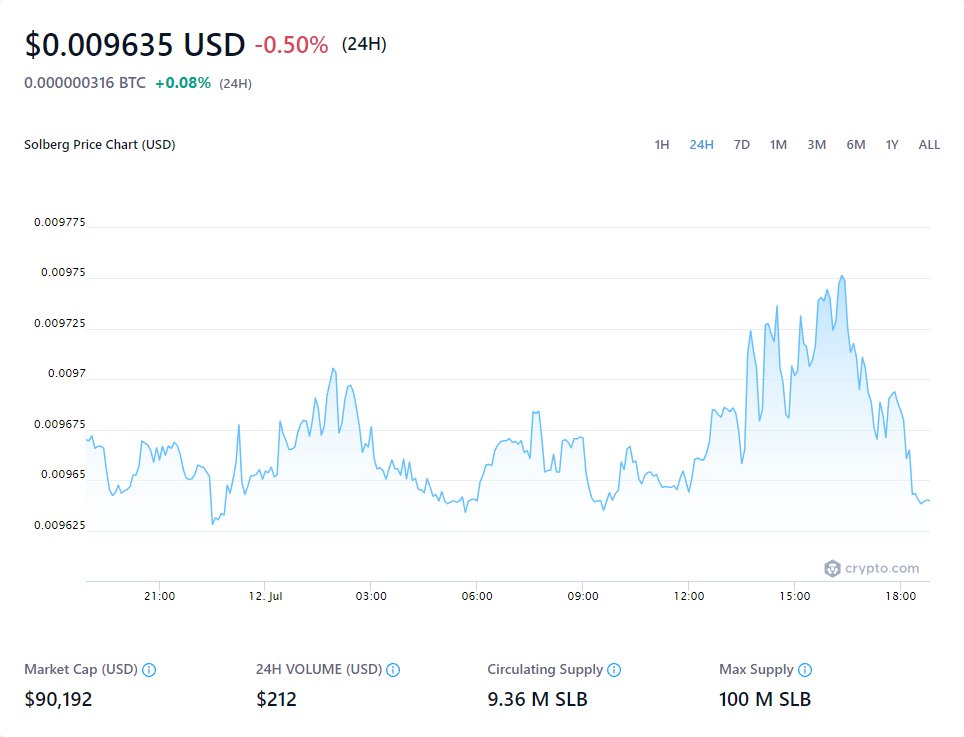 $0.009635 USD -0.50% (24H)
0.000000316 BTC +0.08% (24H)
Solberg Price Chart (USD) 1H 24H 7D 1M 3M 6M 1Y ALL
0.009775
0.00975
0.009725
0.0097
0.009675
0.00965
0.009625
crypto.com
21:00 12. Jul 03:00 06:00 09:00 12:00 15:00 18:00
Market Cap (USD) 24H VOLUME (USD) Circulating Supply Max Supply
$90,192 $212 9.36 M SLB 100 M SLB